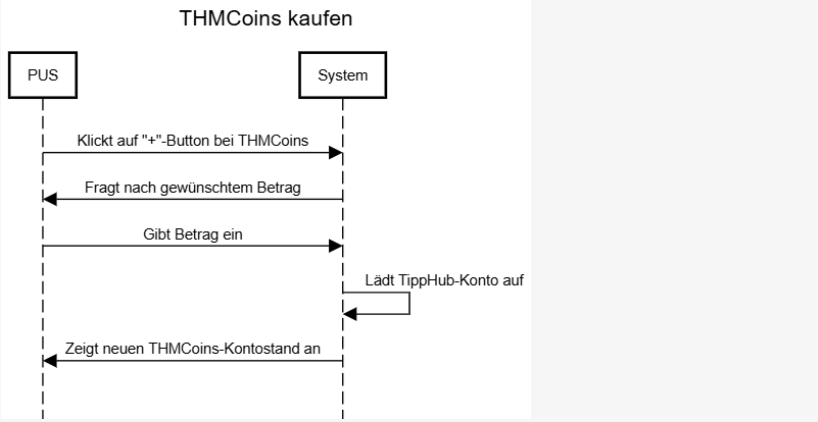 THMCoins kaufen
PUS
System
Klickt auf "+"-Button bei THMCoins
Fragt nach gewünschtem Betrag
Gibt Betrag ein
Lädt TippHub-Konto auf
Zeigt neuen THMCoins-Kontostand an